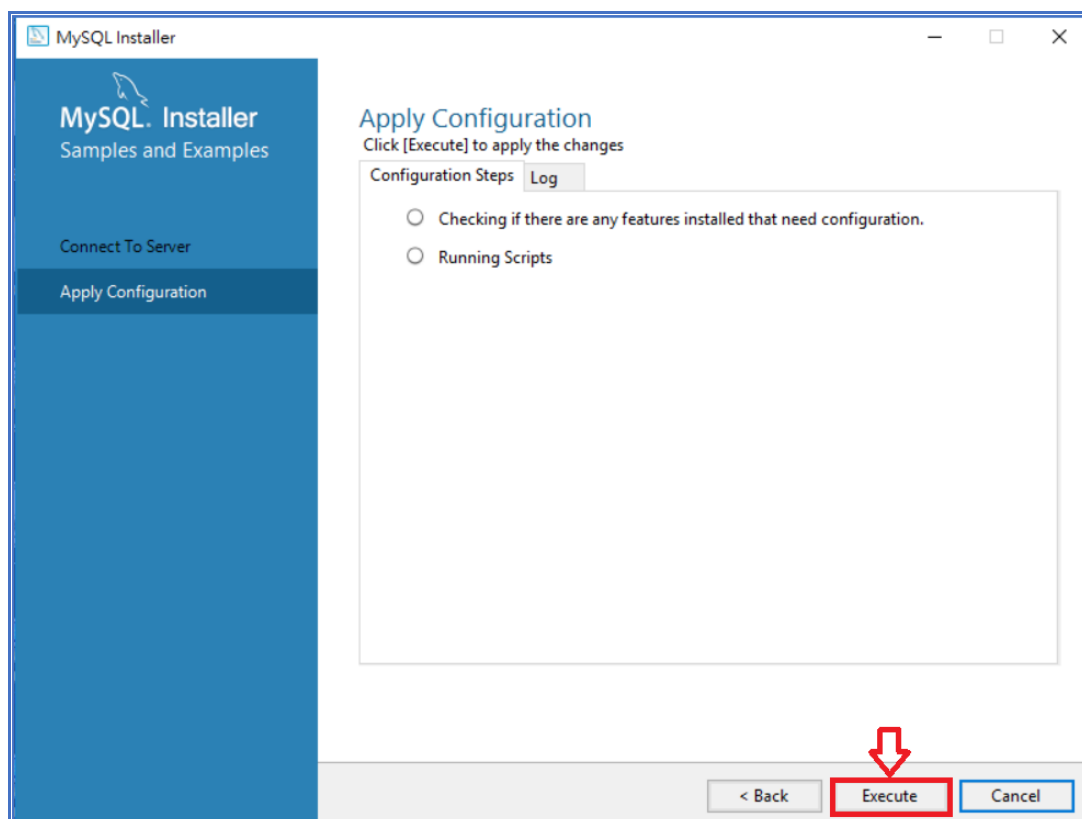 MySQL Installer
MySQL. Installer
Samples and Examples
Connect To Server
Apply Configuration
Apply Configuration
Click [Execute] to apply the changes
Configuration Steps
Log
Checking if there are any features installed that need configuration.
Running Scripts
< Back
Execute
Cancel